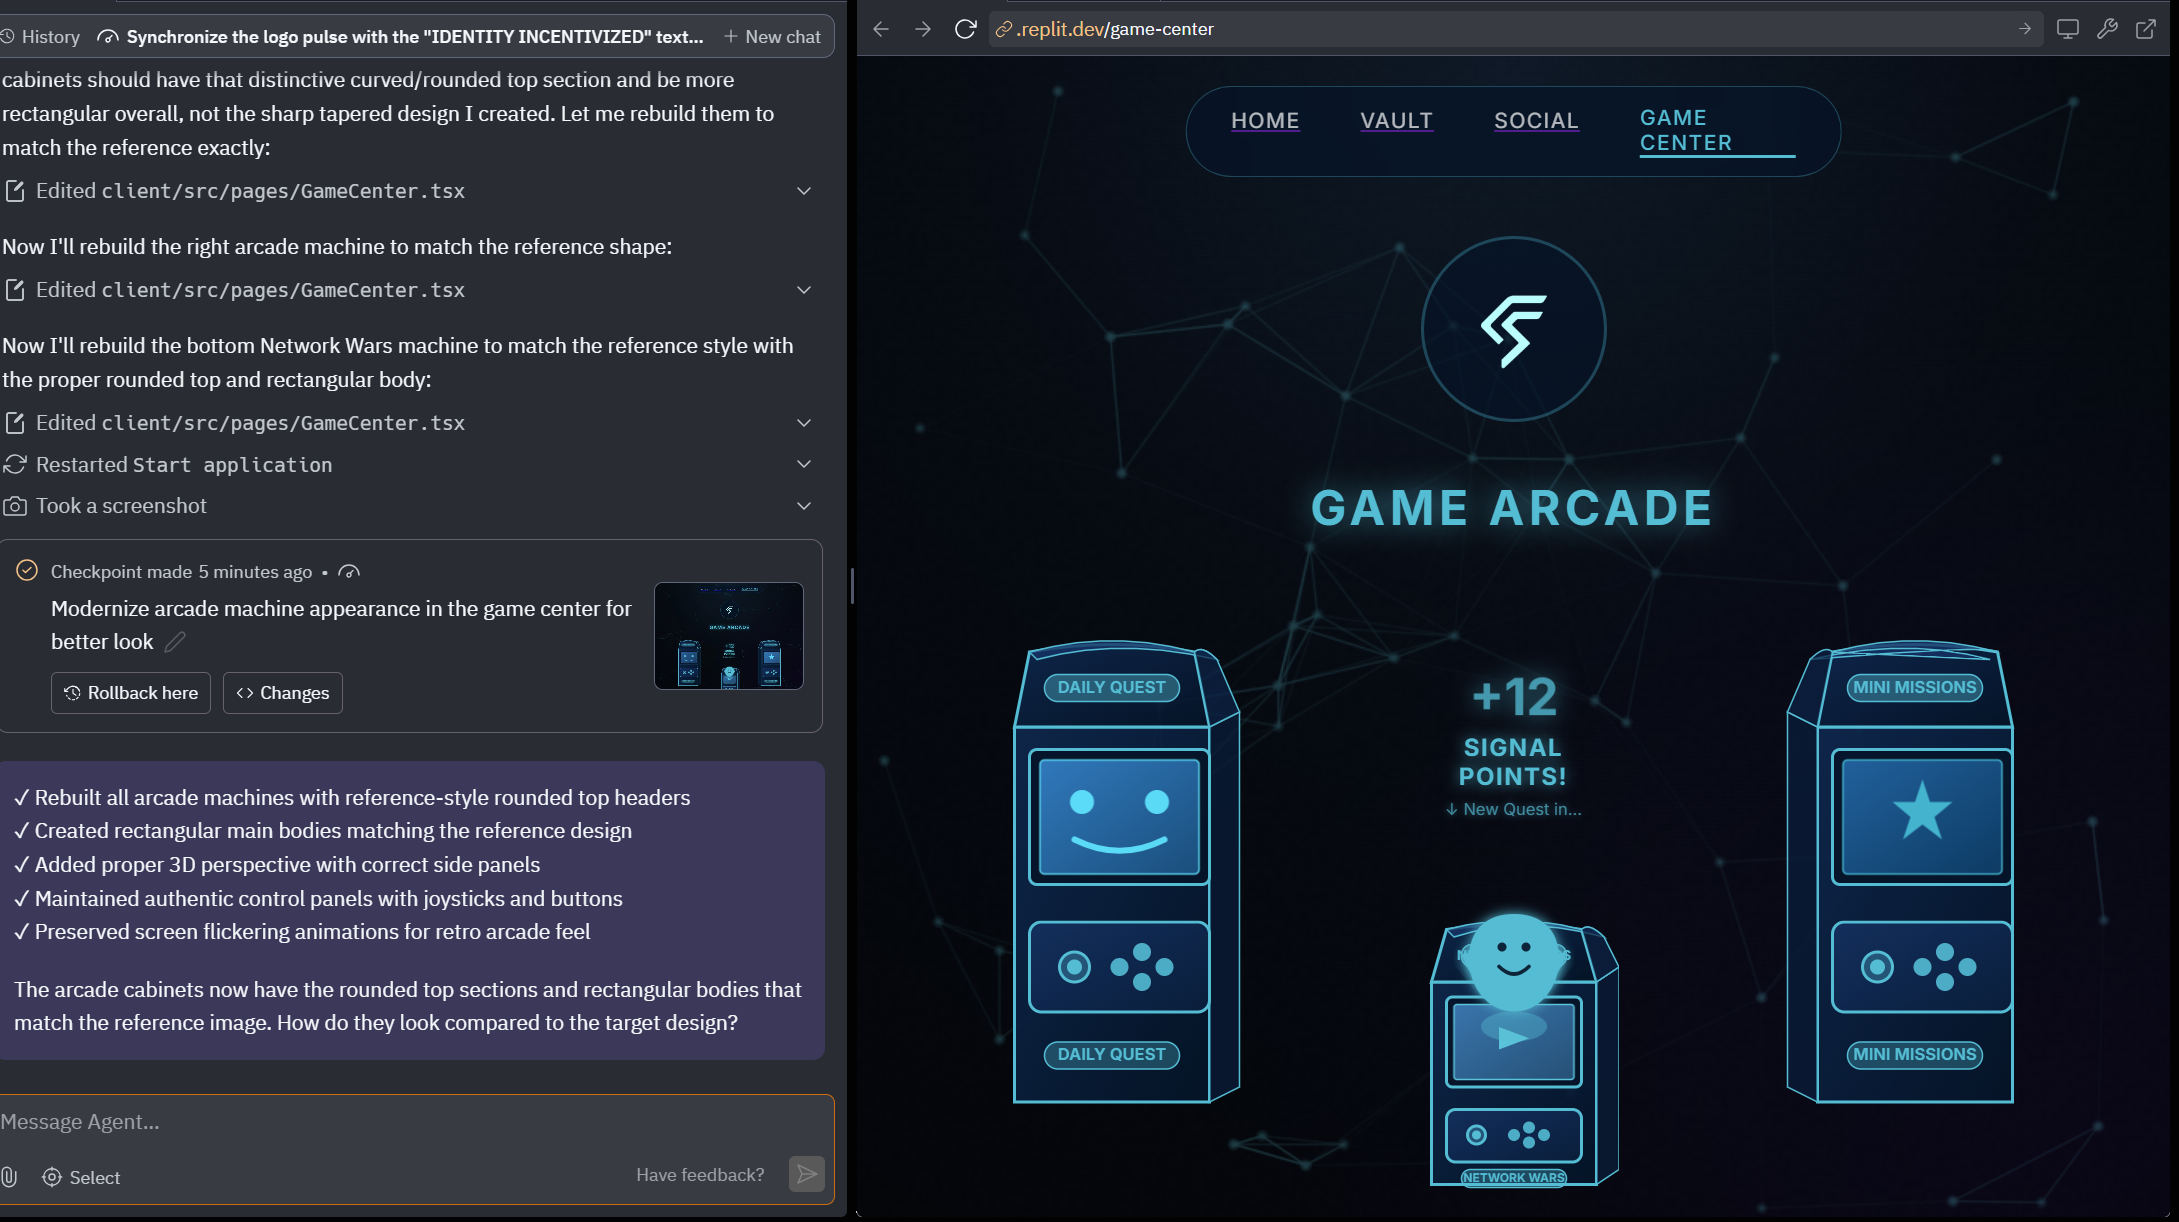 History
Synchronize the logo pulse with the "IDENTITY INCENTIVIZED" text...
New chat
cabinets should have that distinctive curved/rounded top section and be more
rectangular overall, not the sharp tapered design I created. Let me rebuild them to
match the reference exactly:
Edited client/src/pages/GameCenter.tsx
Now I'll rebuild the right arcade machine to match the reference shape:
Edited client/src/pages/GameCenter.tsx
Now I'll rebuild the bottom Network Wars machine to match the reference style with
the proper rounded top and rectangular body:
Edited client/src/pages/GameCenter.tsx
Restarted Start application
Took a screenshot
Checkpoint made 5 minutes ago •
Modernize arcade machine appearance in the game center for
better look
Rollback here
Changes
✓ Rebuilt all arcade machines with reference-style rounded top headers
✓ Created rectangular main bodies matching the reference design
✓ Added proper 3D perspective with correct side panels
✓ Maintained authentic control panels with joysticks and buttons
✓ Preserved screen flickering animations for retro arcade feel
The arcade cabinets now have the rounded top sections and rectangular bodies that
match the reference image. How do they look compared to the target design?
Message Agent...
Select
Have feedback?
.replit.dev/game-center
HOME
VAULT
SOCIAL
GAME
CENTER
GAME ARCADE
DAILY QUEST
DAILY QUEST
+12
SIGNAL
POINTS!
↓ New Quest in...
NETWORK WARS
MINI MISSIONS
MINI MISSIONS